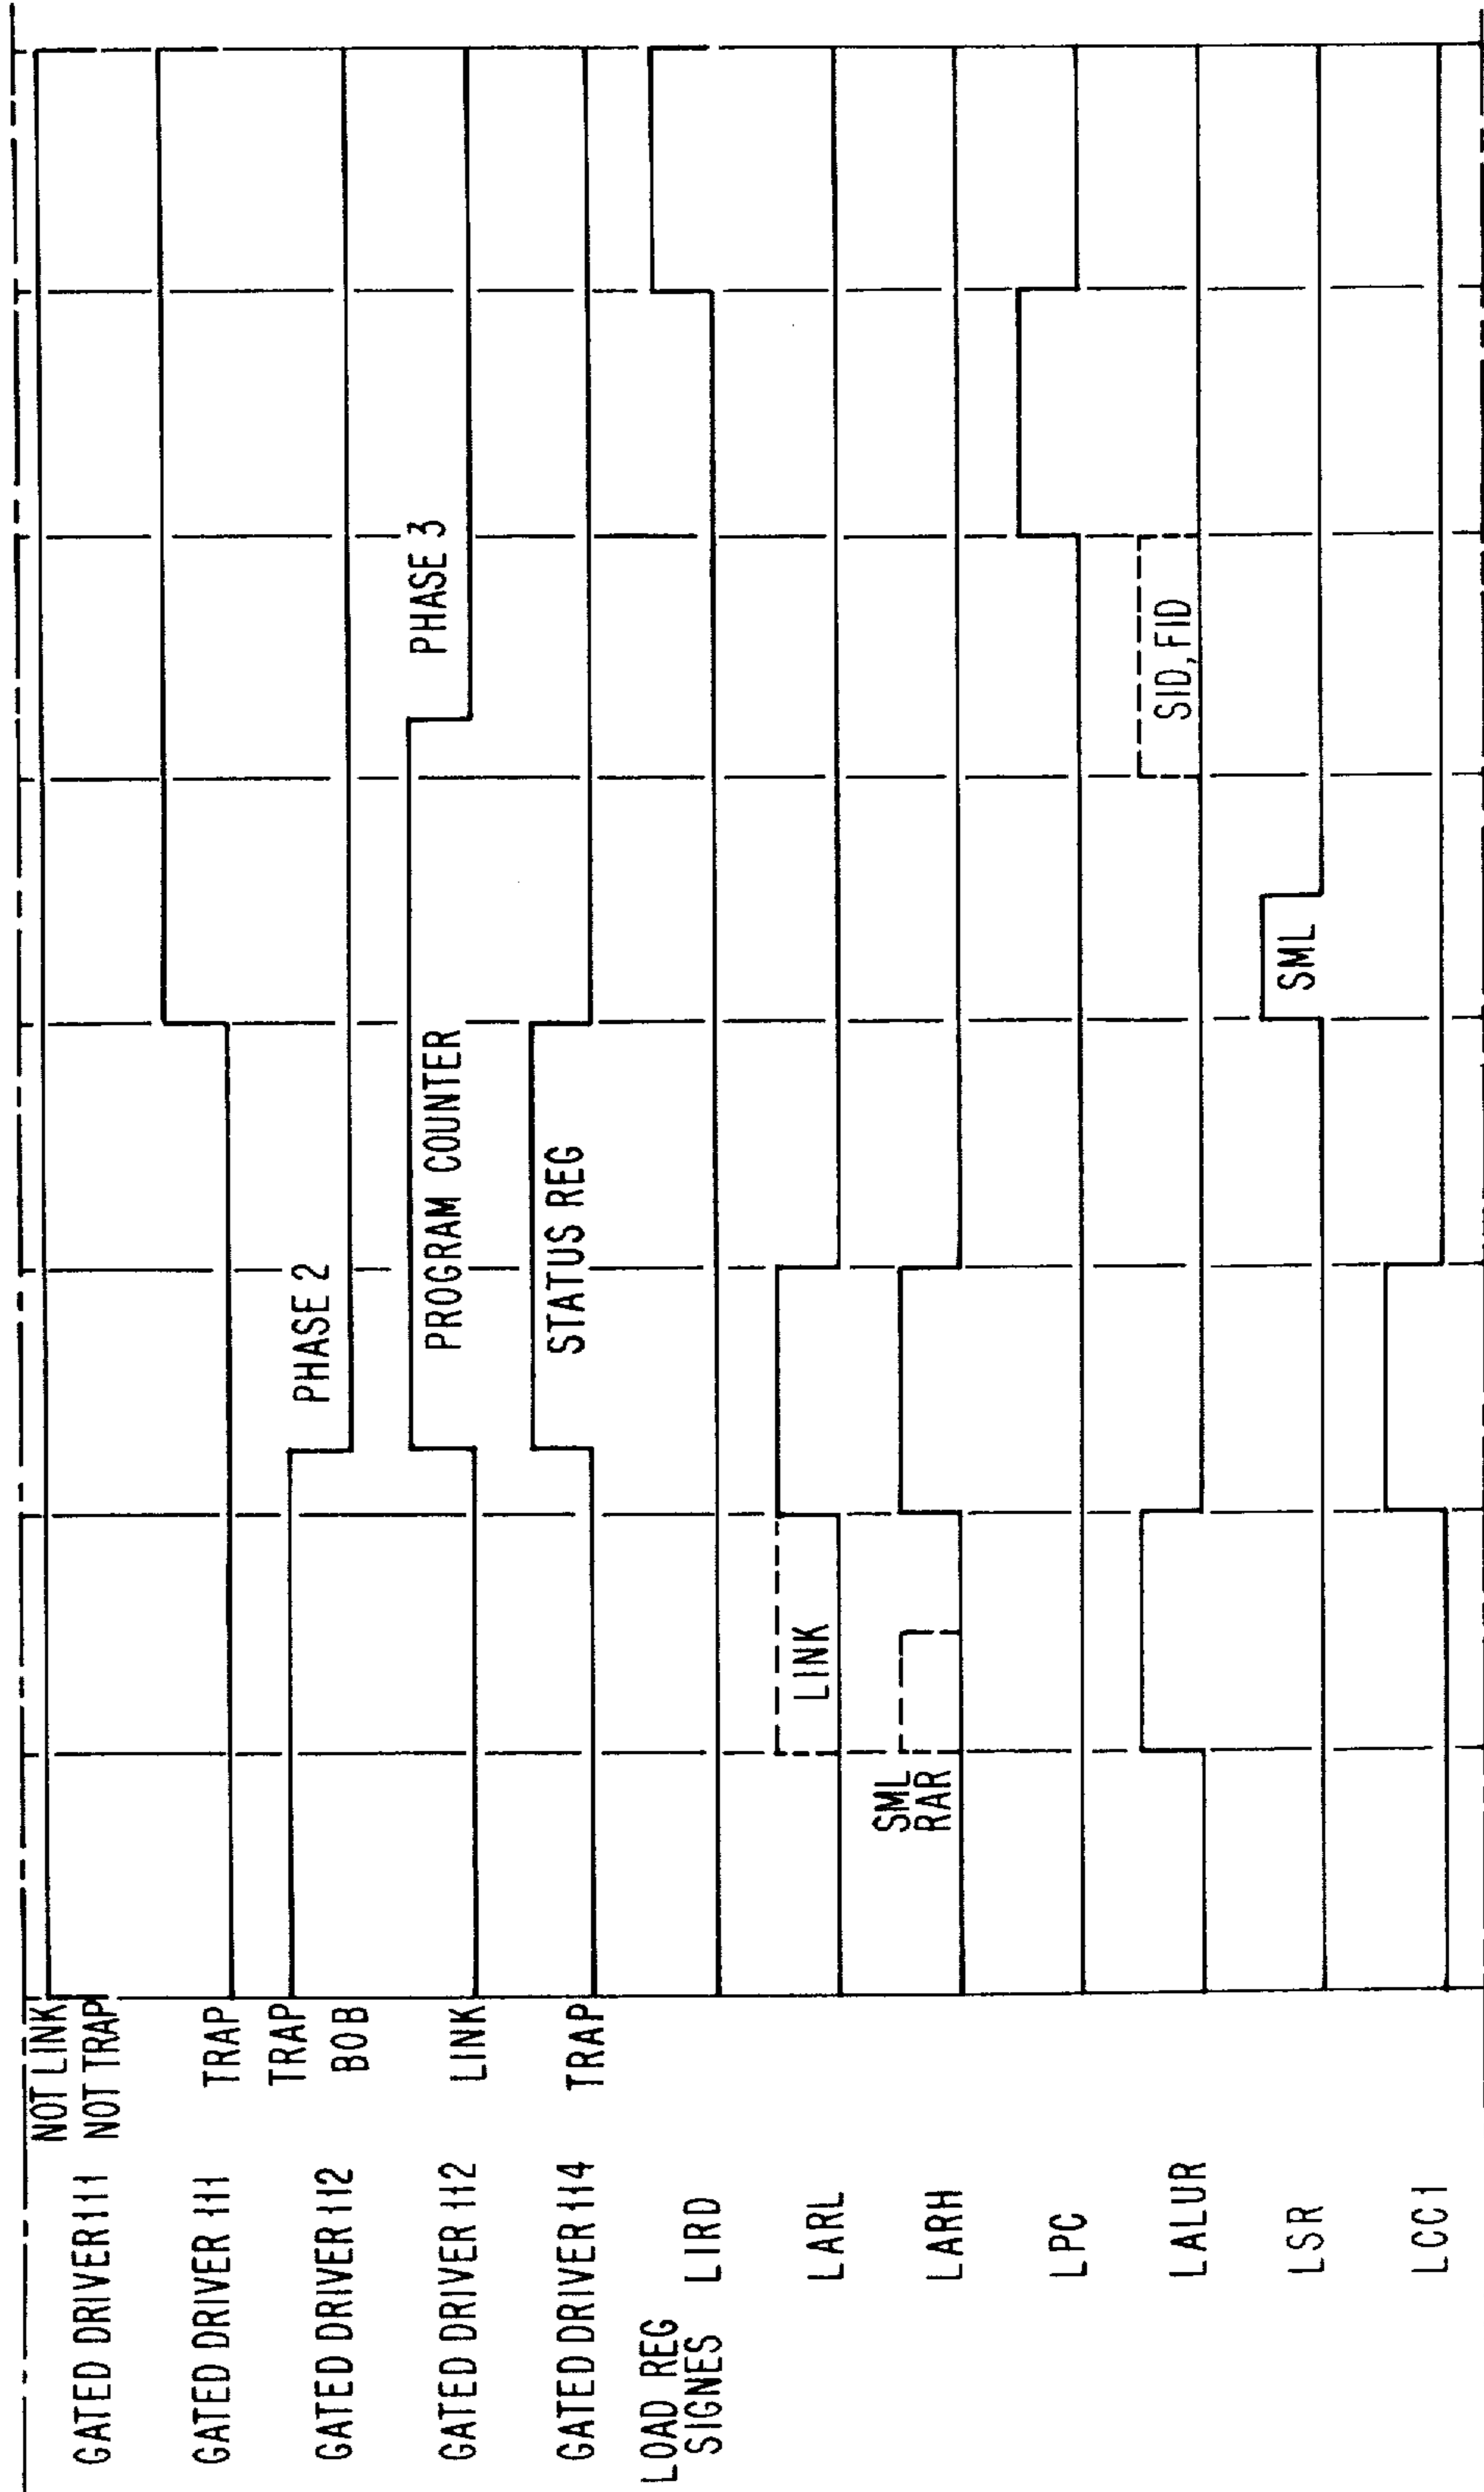 NOT LINK
GATED DRIVER 111 NOT TRAP
GATED DRIVER 111 TRAP
TRAP
PHASE 2
GATED DRIVER 112 BOB
PROGRAM COUNTER PHASE 3
GATED DRIVER 112 LINK
STATUS REG
GATED DRIVER 114 TRAP
LOAD REG
SIGNES LIRD
LINK
LARL
SML
RAR
LARH
LPC
SID, FID
LALUR
SML
LSR
LCC1